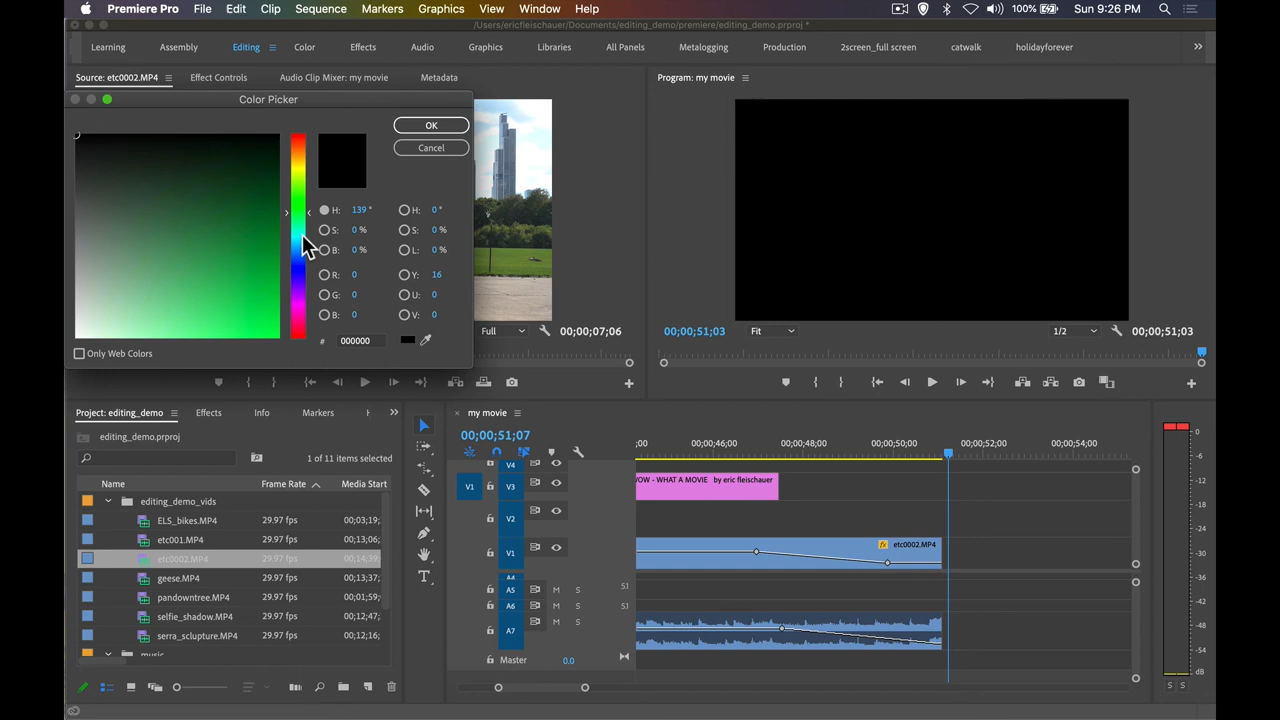 Premiere Pro File Edit Clip Sequence Markers Graphics View Window Help 100% Sun 9:26 PM
/Users/ericfleischauer/Documents/editing_demo/premiere/editing_demo.prproj *
Learning Assembly Editing Color Effects Audio Graphics Libraries All Panels Metalogging Production 2screen_full screen catwalk holidayforever
Source: etc0002.MP4 Effect Controls Audio Clip Mixer: my movie Metadata Program: my movie
Color Picker
OK
Cancel
H: 139 ° H: 0 °
S: 0 % S: 0 %
B: 0 % L: 0 %
R: 0 Y: 16
G: 0 U: 0
B: 0 V: 0
# 000000
Only Web Colors
Full 00;00;07;06 00;00;51;03 Fit 1/2 00;00;51;03
Project: editing_demo Effects Info Markers
editing_demo.prproj
1 of 11 items selected
Name Frame Rate Media Start
editing_demo_vids
ELS_bikes.MP4 29.97 fps 00;03;19;
etc001.MP4 29.97 fps 00;13;06;
etc0002.MP4 29.97 fps 00;14;39;
geese.MP4 29.97 fps 00;13;37;
pandowntree.MP4 29.97 fps 00;01;59;
selfie_shadow.MP4 29.97 fps 00;12;47;
serra_sclupture.MP4 29.97 fps 00;12;16;
music
my movie
00;00;51;07
;00 00;00;46;00 00;00;48;00 00;00;50;00 00;00;52;00 00;00;54;00
V4
V1 V3 WOW - WHAT A MOVIE by eric fleischauer
V2
V1 fx etc0002.MP4
A4
A5 M S
A6 M S
A7 M S
Master 0.0
0
-6
-12
-18
-24
-30
-36
-42
-48
-54
dB
S S